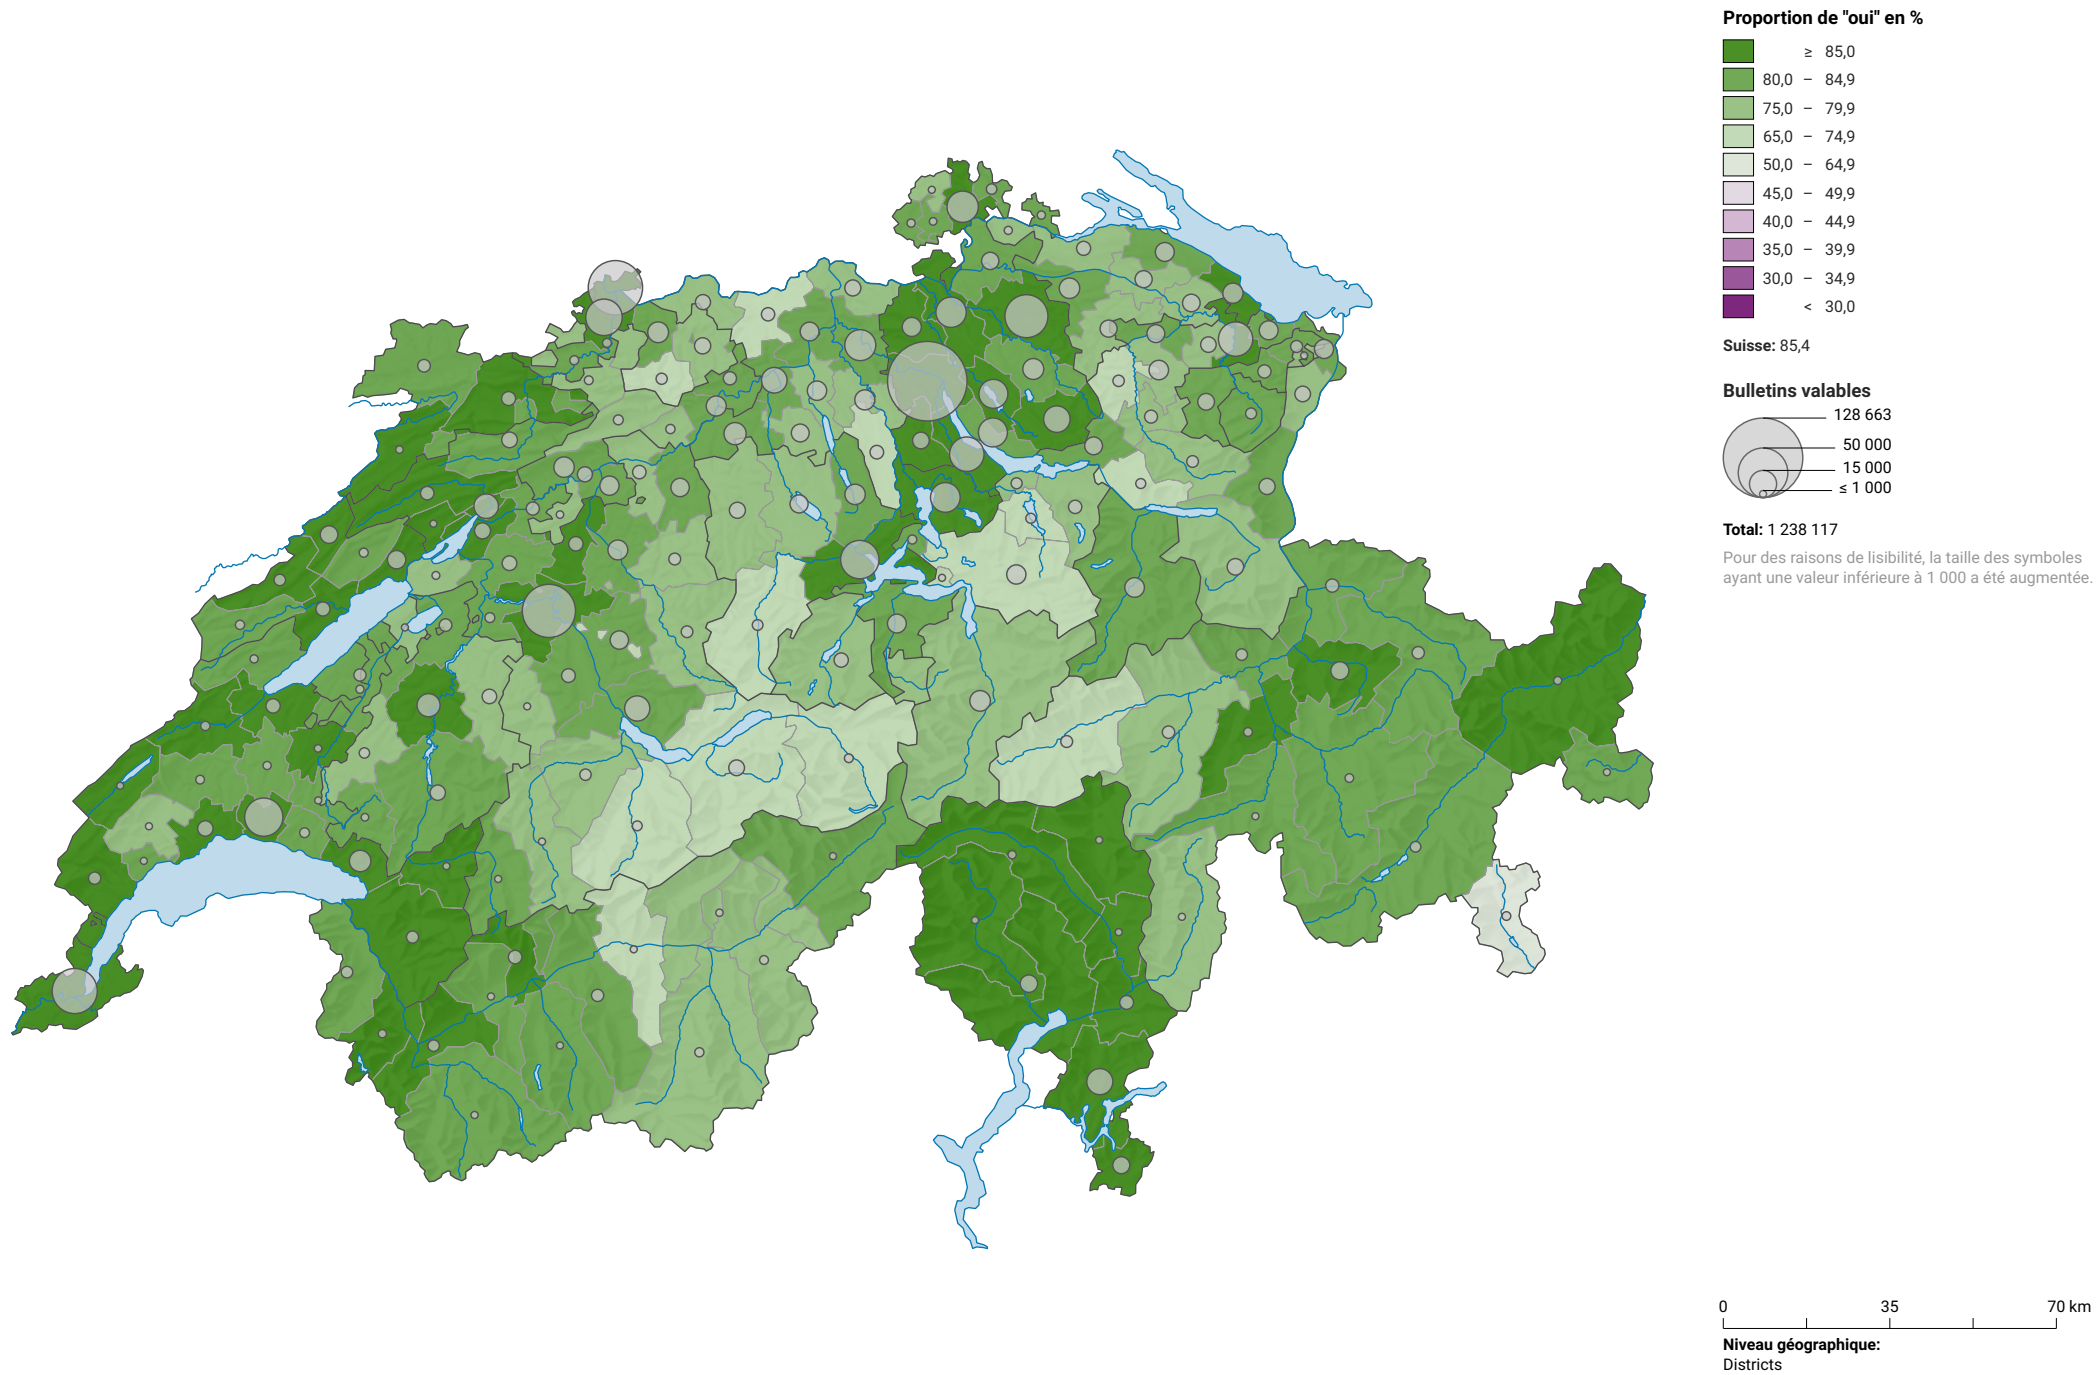 Proportion de "oui" en %
≥ 85,0
80,0 – 84,9
75,0 – 79,9
65,0 – 74,9
50,0 – 64,9
45,0 – 49,9
40,0 – 44,9
35,0 – 39,9
30,0 – 34,9
< 30,0
Suisse: 85,4
Bulletins valables
128 663
50 000
15 000
≤ 1 000
Total: 1 238 117
Pour des raisons de lisibilité, la taille des symboles
ayant une valeur inférieure à 1 000 a été augmentée.
0 35 70 km
Niveau géographique:
Districts